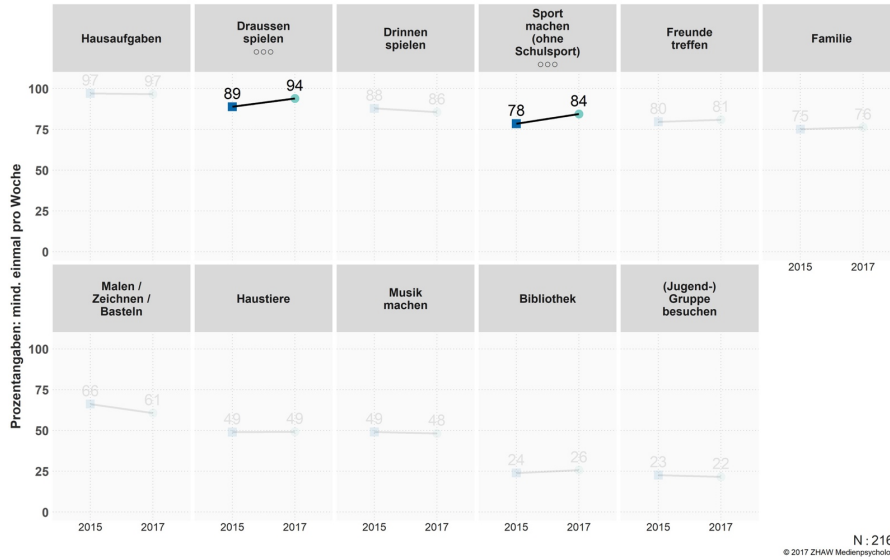 Hausaufgaben
Draussen
spielen
○○○
Drinnen
spielen
Sport
machen
(ohne
Schulsport)
○○○
Freunde
treffen
Familie
Prozentangaben: mind. einmal pro Woche
100
75
50
25
0
97 97
89 94
88 86
78 84
80 81
75 76
2015 2017
Malen /
Zeichnen /
Basteln
Haustiere
Musik
machen
Bibliothek
(Jugend-)
Gruppe
besuchen
100
75
50
25
0
66 61
49 49
49 48
24 26
23 22
2015 2017 2015 2017 2015 2017 2015 2017 2015 2017
N : 216
© 2017 ZHAW Medienpsycholo